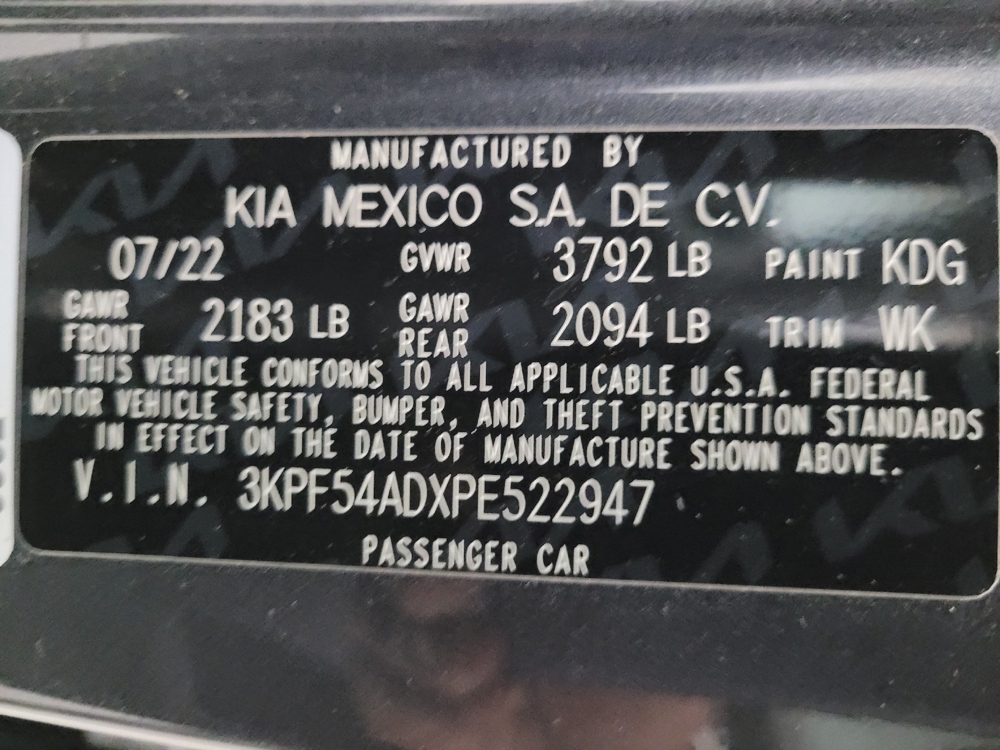 MANUFACTURED BY
KIA MEXICO S.A. DE C.V.
07/22 GVWR 3792 LB PAINT KDG
GAWR FRONT 2183 LB GAWR REAR 2094 LB TRIM WK
THIS VEHICLE CONFORMS TO ALL APPLICABLE U.S.A. FEDERAL
MOTOR VEHICLE SAFETY, BUMPER, AND THEFT PREVENTION STANDARDS
IN EFFECT ON THE DATE OF MANUFACTURE SHOWN ABOVE.
V.I.N. 3KPF54ADXPE522947
PASSENGER CAR